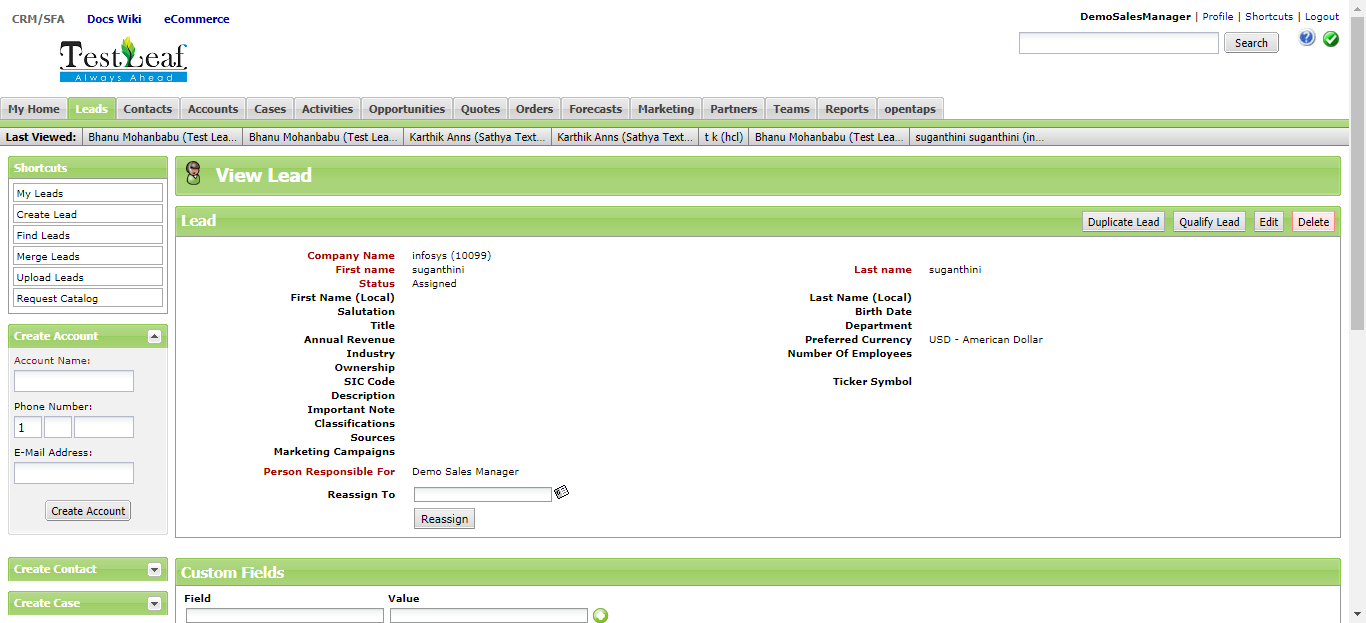 CRM/SFA Docs Wiki eCommerce
DemoSalesManager | Profile | Shortcuts | Logout
TestLeaf
Always Ahead
Search
My Home Leads Contacts Accounts Cases Activities Opportunities Quotes Orders Forecasts Marketing Partners Teams Reports opentaps
Last Viewed: Bhanu Mohanbabu (Test Lea... Bhanu Mohanbabu (Test Lea... Karthik Anns (Sathya Text... Karthik Anns (Sathya Text... t k (hcl) Bhanu Mohanbabu (Test Lea... suganthini suganthini (in...
Shortcuts
My Leads
Create Lead
Find Leads
Merge Leads
Upload Leads
Request Catalog
Create Account
Account Name:
Phone Number:
1
E-Mail Address:
Create Account
Create Contact
Create Case
View Lead
Lead
Duplicate Lead Qualify Lead Edit Delete
Company Name infosys (10099)
First name suganthini Last name suganthini
Status Assigned
First Name (Local) Last Name (Local)
Salutation Birth Date
Title Department
Annual Revenue Preferred Currency USD - American Dollar
Industry Number Of Employees
Ownership
SIC Code Ticker Symbol
Description
Important Note
Classifications
Sources
Marketing Campaigns
Person Responsible For Demo Sales Manager
Reassign To
Reassign
Custom Fields
Field Value